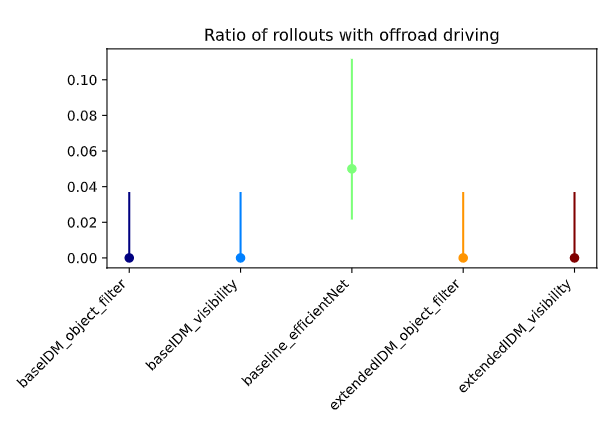 Ratio of rollouts with offroad driving
0.10
0.08
0.06
0.04
0.02
0.00
baseIDM_object_filter
baseIDM_visibility
baseline_efficientNet
extendedIDM_object_filter
extendedIDM_visibility